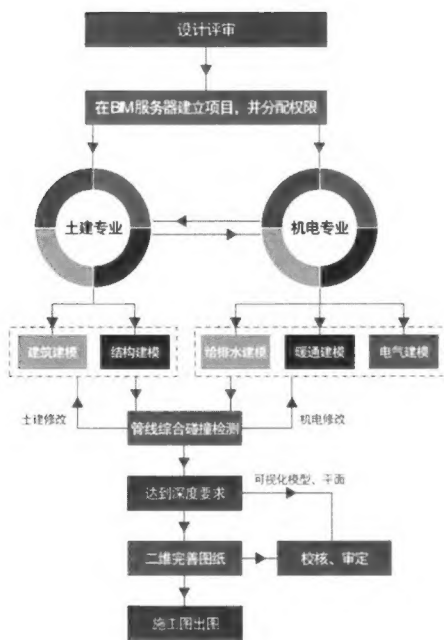 设计评审
在BIM服务器建立项目，并分配权限
土建专业
机电专业
建筑建模
结构建模
给排水建模
暖通建模
电气建模
土建修改
管线综合碰撞检测
机电修改
达到深度要求
可视化模型、平面
二维完善图纸
校核、审定
施工图出图